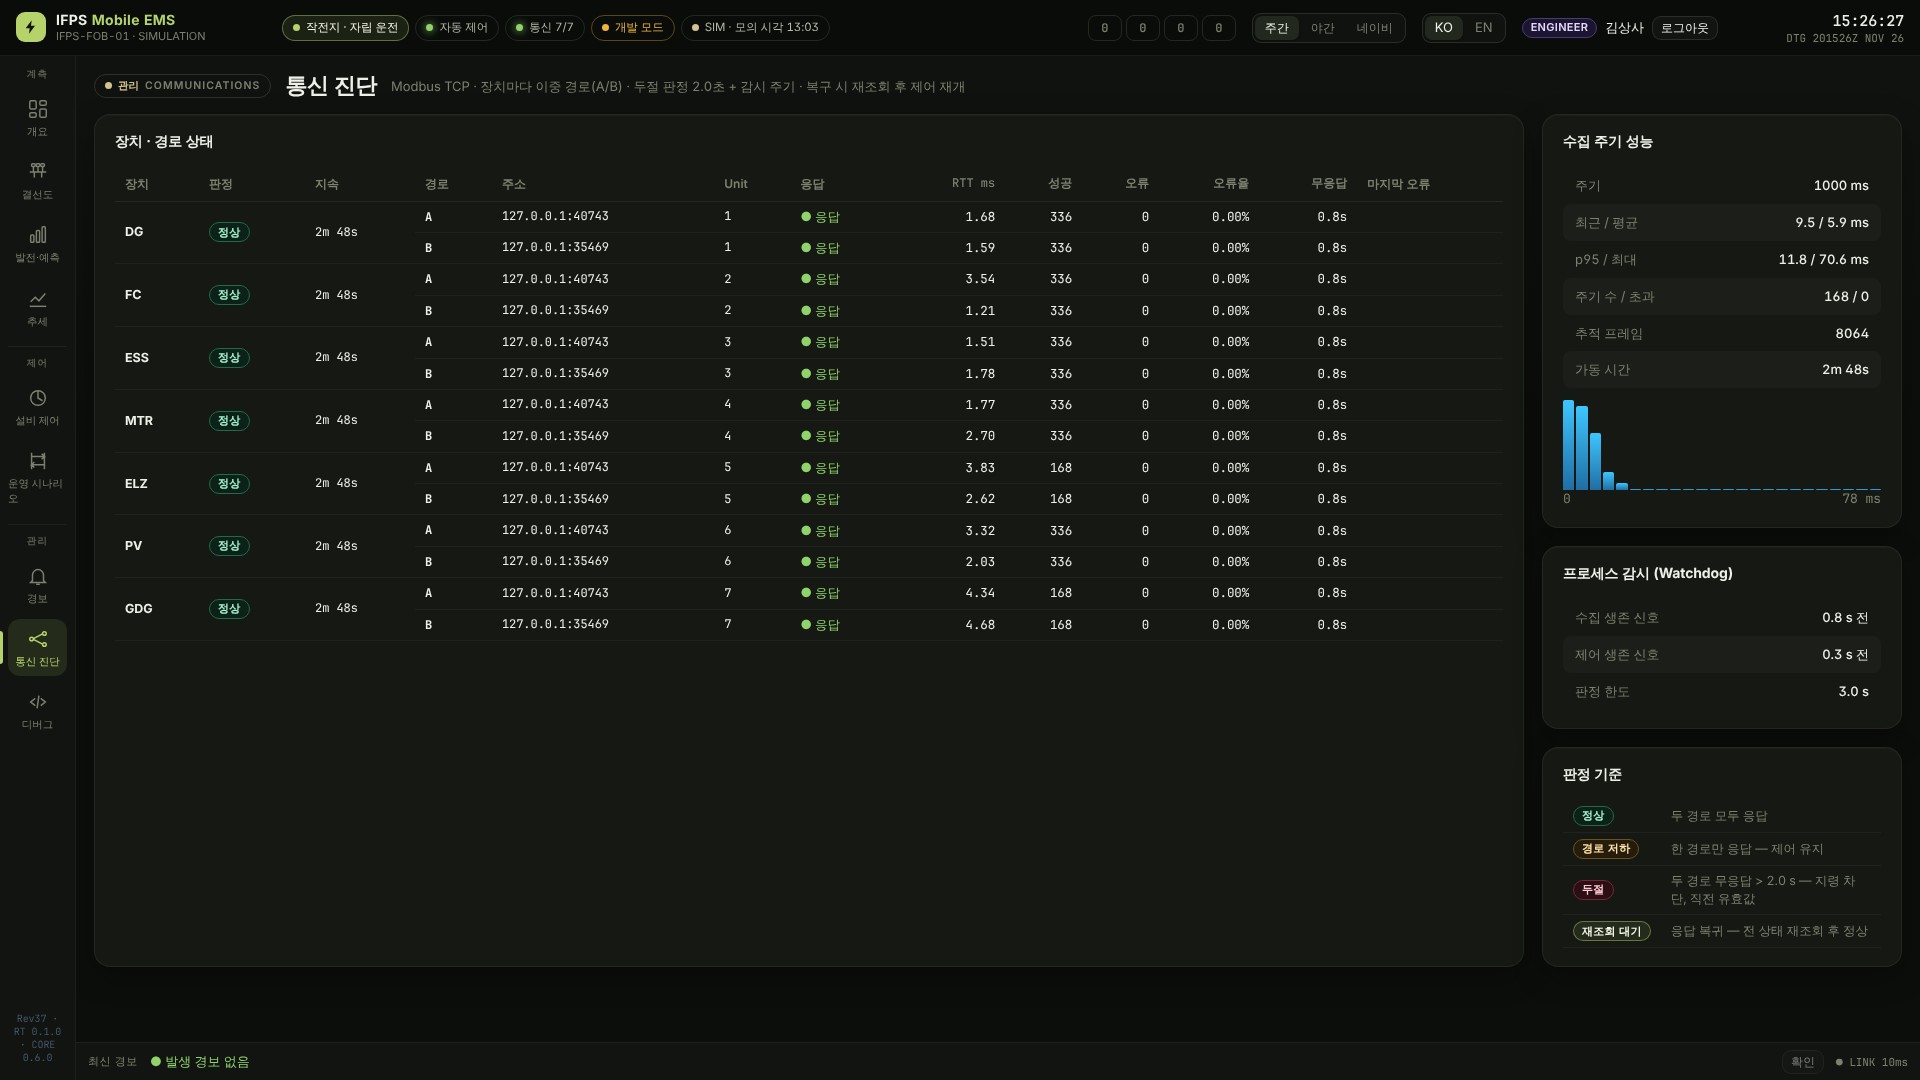 IFPS Mobile EMS
IFPS-FOB-01 · SIMULATION
작전지 · 자립 운전
자동 제어
통신 7/7
개발 모드
SIM · 모의 시각 13:03
0 0 0 0
주간 야간 네이비
KO EN
ENGINEER 김상사 로그아웃
15:26:27
DTG 201526Z NOV 26
계측
개요
결선도
발전·예측
추세
제어
설비 제어
운영 시나리
오
관리
경보
통신 진단
디버그
Rev37 ·
RT 0.1.0
· CORE
0.6.0
관리 COMMUNICATIONS
통신 진단
Modbus TCP · 장치마다 이중 경로(A/B) · 두절 판정 2.0초 + 감시 주기 · 복구 시 재조회 후 제어 재개
장치 · 경로 상태
장치 판정 지속 경로 주소 Unit 응답 RTT ms 성공 오류 오류율 무응답 마지막 오류
DG 정상 2m 48s A 127.0.0.1:40743 1 응답 1.68 336 0 0.00% 0.8s
B 127.0.0.1:35469 1 응답 1.59 336 0 0.00% 0.8s
FC 정상 2m 48s A 127.0.0.1:40743 2 응답 3.54 336 0 0.00% 0.8s
B 127.0.0.1:35469 2 응답 1.21 336 0 0.00% 0.8s
ESS 정상 2m 48s A 127.0.0.1:40743 3 응답 1.51 336 0 0.00% 0.8s
B 127.0.0.1:35469 3 응답 1.78 336 0 0.00% 0.8s
MTR 정상 2m 48s A 127.0.0.1:40743 4 응답 1.77 336 0 0.00% 0.8s
B 127.0.0.1:35469 4 응답 2.70 336 0 0.00% 0.8s
ELZ 정상 2m 48s A 127.0.0.1:40743 5 응답 3.83 168 0 0.00% 0.8s
B 127.0.0.1:35469 5 응답 2.62 168 0 0.00% 0.8s
PV 정상 2m 48s A 127.0.0.1:40743 6 응답 3.32 336 0 0.00% 0.8s
B 127.0.0.1:35469 6 응답 2.03 336 0 0.00% 0.8s
GDG 정상 2m 48s A 127.0.0.1:40743 7 응답 4.34 168 0 0.00% 0.8s
B 127.0.0.1:35469 7 응답 4.68 168 0 0.00% 0.8s
수집 주기 성능
주기 1000 ms
최근 / 평균 9.5 / 5.9 ms
p95 / 최대 11.8 / 70.6 ms
주기 수 / 초과 168 / 0
추적 프레임 8064
가동 시간 2m 48s
0 78 ms
프로세스 감시 (Watchdog)
수집 생존 신호 0.8 s 전
제어 생존 신호 0.3 s 전
판정 한도 3.0 s
판정 기준
정상 두 경로 모두 응답
경로 저하 한 경로만 응답 — 제어 유지
두절 두 경로 무응답 > 2.0 s — 지령 차
단, 직전 유효값
재조회 대기 응답 복귀 — 전 상태 재조회 후 정상
최신 경보 발생 경보 없음
확인 LINK 10ms